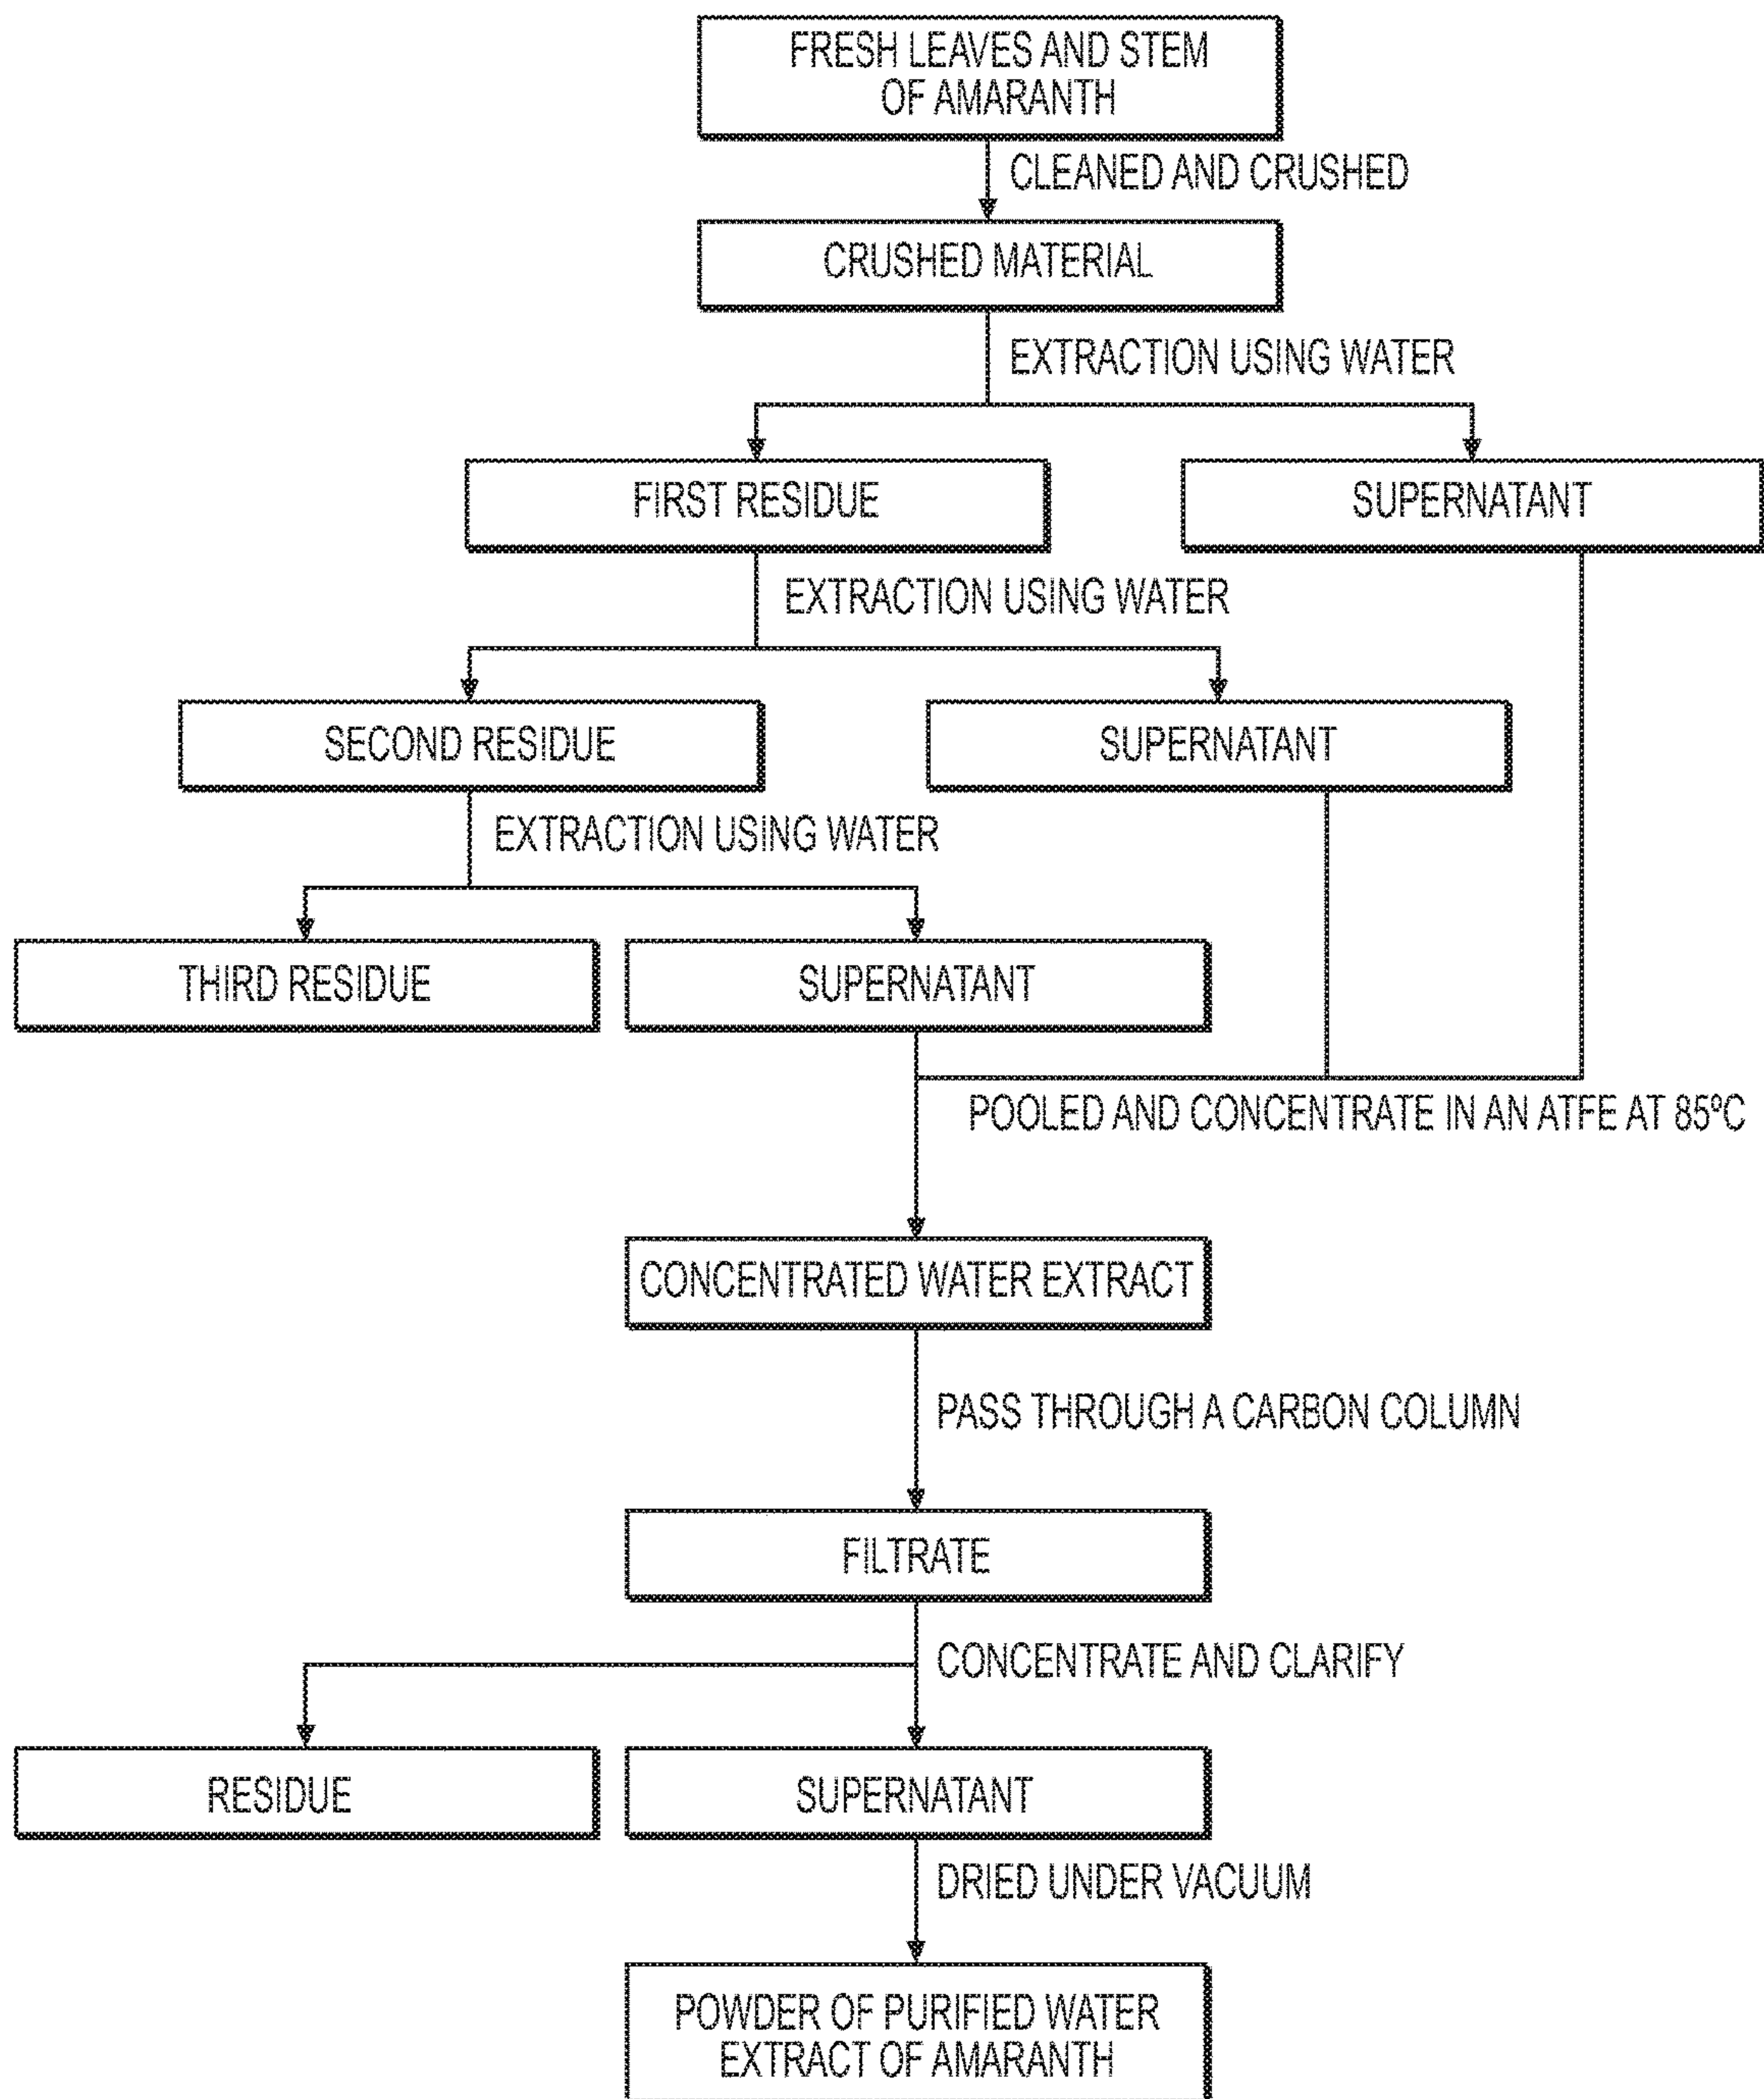 FRESH LEAVES AND STEM
OF AMARANTH
CLEANED AND CRUSHED
CRUSHED MATERIAL
EXTRACTION USING WATER
FIRST RESIDUE
SUPERNATANT
EXTRACTION USING WATER
SECOND RESIDUE
SUPERNATANT
EXTRACTION USING WATER
THIRD RESIDUE
SUPERNATANT
POOLED AND CONCENTRATE IN AN ATFE AT 85ºC
CONCENTRATED WATER EXTRACT
PASS THROUGH A CARBON COLUMN
FILTRATE
CONCENTRATE AND CLARIFY
RESIDUE
SUPERNATANT
DRIED UNDER VACUUM
POWDER OF PURIFIED WATER
EXTRACT OF AMARANTH